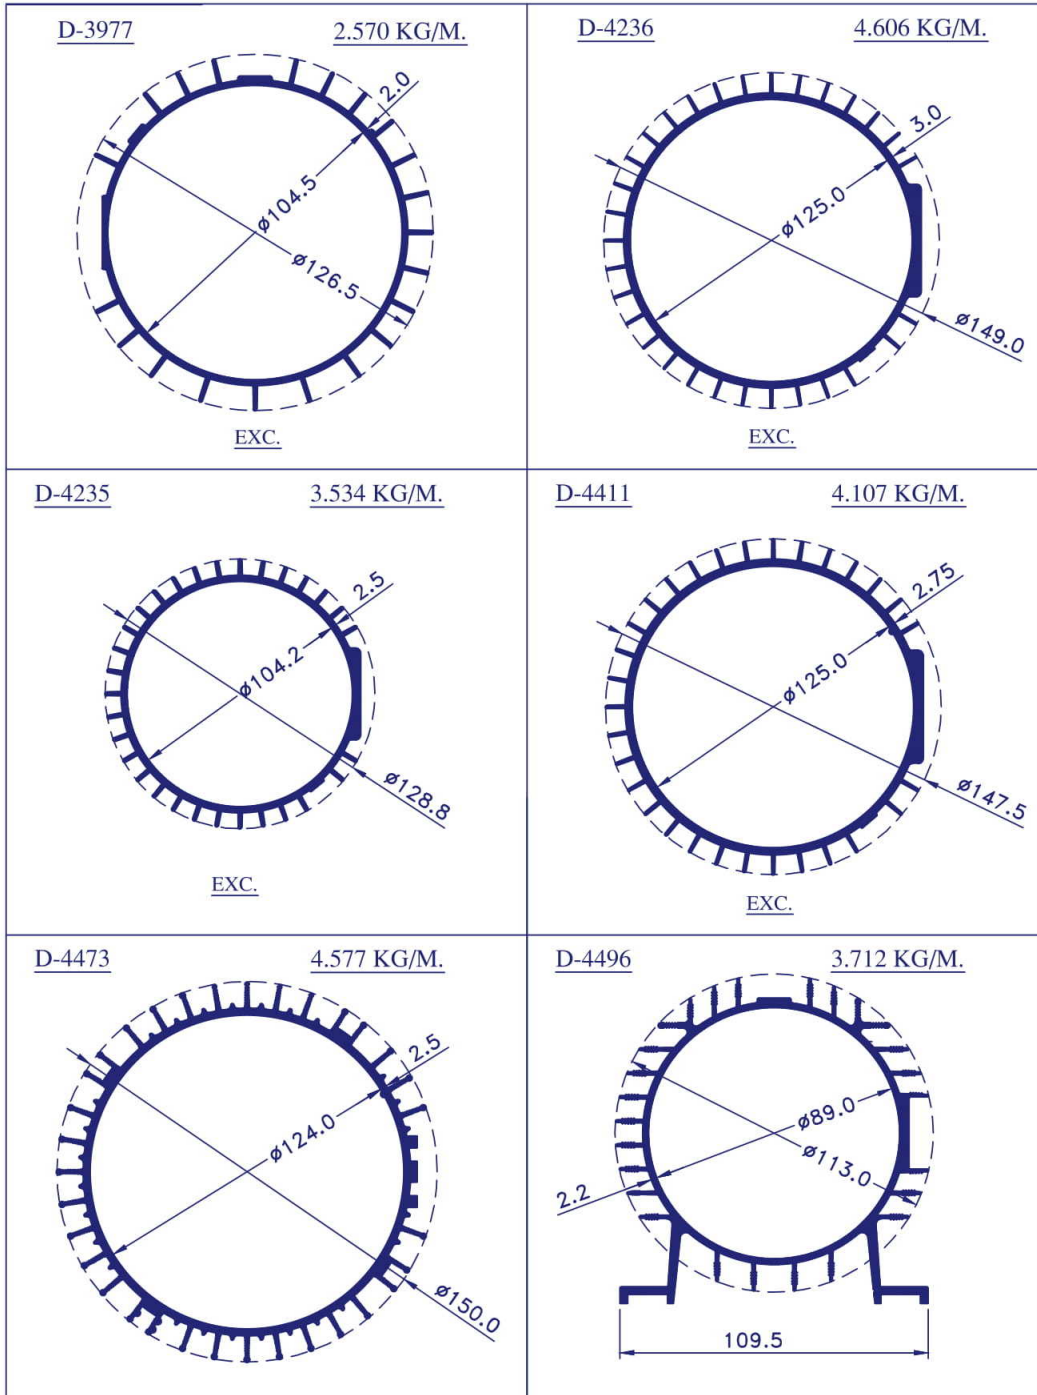 D-3977 2.570 KG/M.
2.0
ø104.5
ø126.5
EXC.
D-4236 4.606 KG/M.
3.0
ø125.0
ø149.0
EXC.
D-4235 3.534 KG/M.
2.5
ø104.2
ø128.8
EXC.
D-4411 4.107 KG/M.
2.75
ø125.0
ø147.5
EXC.
D-4473 4.577 KG/M.
2.5
ø124.0
ø150.0
D-4496 3.712 KG/M.
ø89.0
ø113.0
2.2
109.5